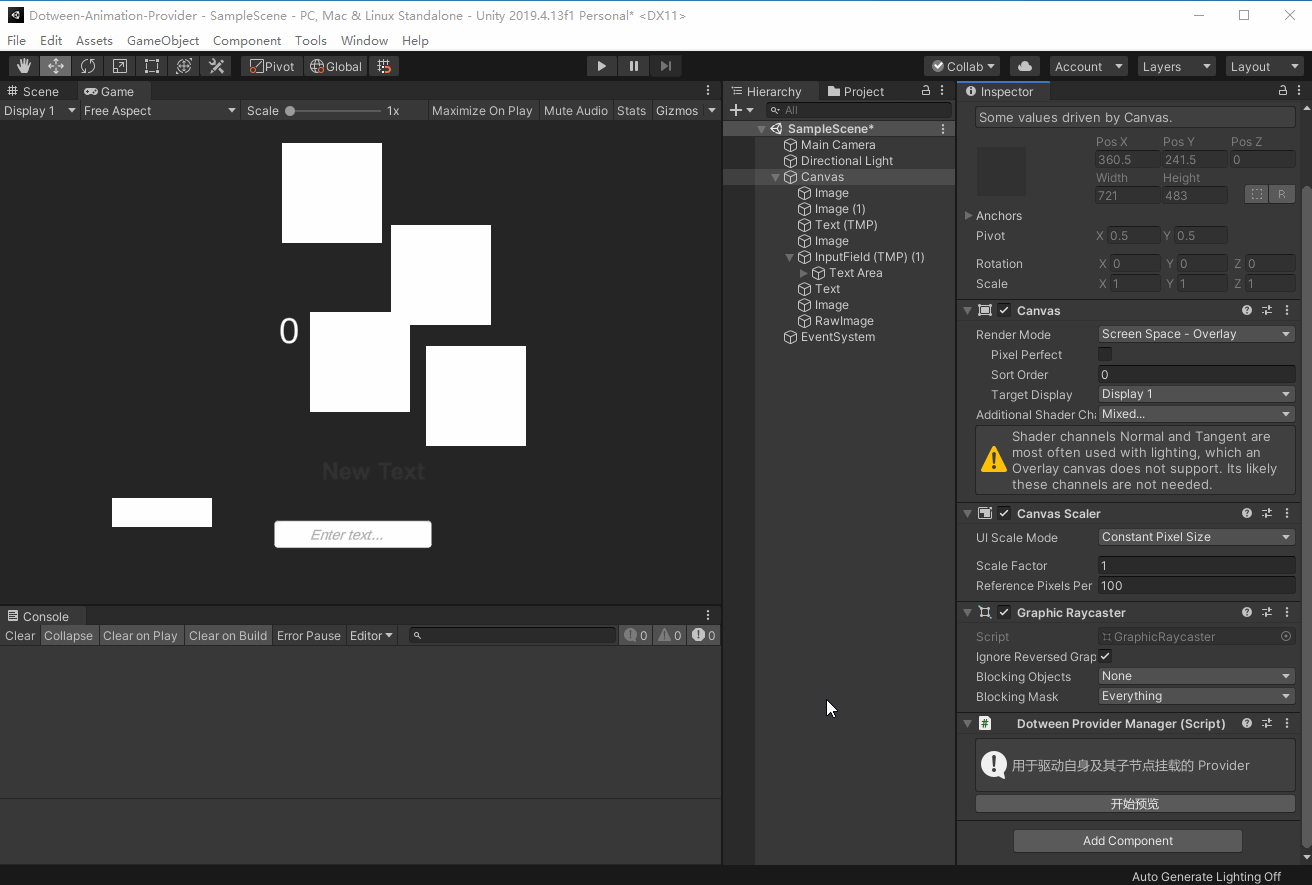 Dotween-Animation-Provider - SampleScene - PC, Mac & Linux Standalone - Unity 2019.4.13f1 Personal* <DX11>
File Edit Assets GameObject Component Tools Window Help
Pivot Global Collab Account Layers Layout
Scene Game
Display 1 Free Aspect Scale 1x Maximize On Play Mute Audio Stats Gizmos
0
New Text
Enter text...
Console
Clear Collapse Clear on Play Clear on Build Error Pause Editor 0 0 0
Hierarchy Project
All
SampleScene*
Main Camera
Directional Light
Canvas
Image
Image (1)
Text (TMP)
Image
InputField (TMP) (1)
Text Area
Text
Image
RawImage
EventSystem
Inspector
Some values driven by Canvas.
Pos X Pos Y Pos Z
360.5 241.5 0
Width Height
721 483 R
Anchors
Pivot X 0.5 Y 0.5
Rotation X 0 Y 0 Z 0
Scale X 1 Y 1 Z 1
Canvas
Render Mode Screen Space - Overlay
Pixel Perfect
Sort Order 0
Target Display Display 1
Additional Shader Cha Mixed...
Shader channels Normal and Tangent are
most often used with lighting, which an
Overlay canvas does not support. Its likely
these channels are not needed.
Canvas Scaler
UI Scale Mode Constant Pixel Size
Scale Factor 1
Reference Pixels Per 100
Graphic Raycaster
Script GraphicRaycaster
Ignore Reversed Grap
Blocking Objects None
Blocking Mask Everything
# Dotween Provider Manager (Script)
用于驱动自身及其子节点挂载的 Provider
开始预览
Add Component
Auto Generate Lighting Off